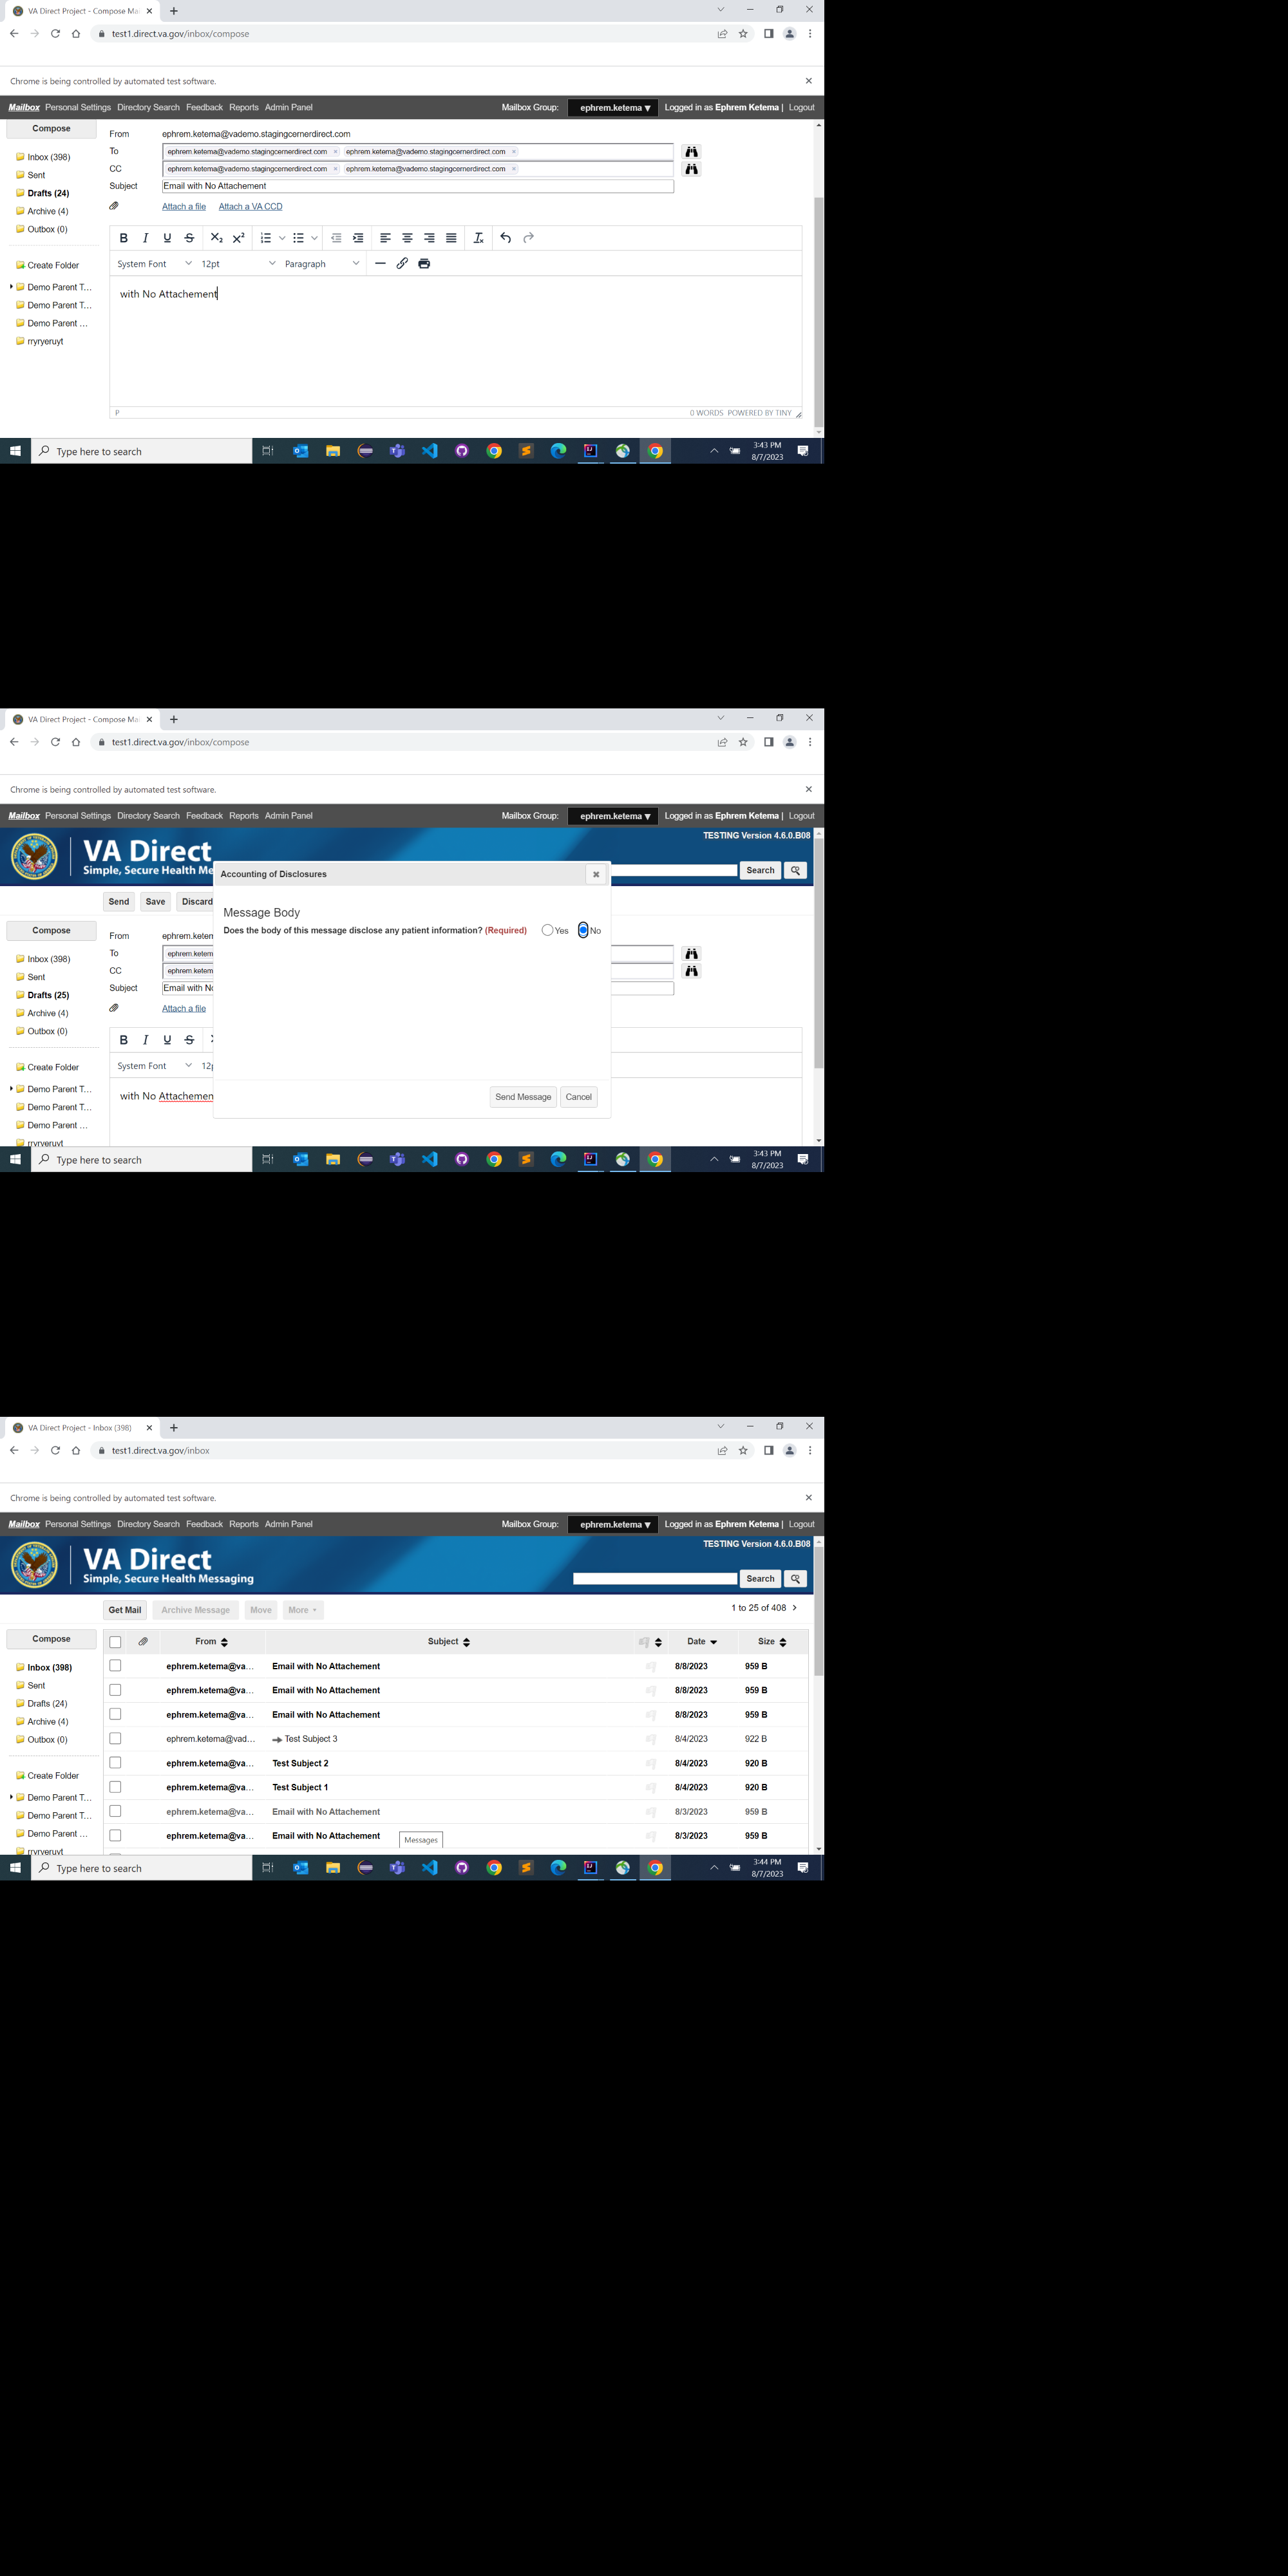 VA Direct Project - Compose Ma
test1.direct.va.gov/inbox/compose
Chrome is being controlled by automated test software.
Mailbox Personal Settings Directory Search Feedback Reports Admin Panel Mailbox Group: ephrem.ketema ▼ Logged in as Ephrem Ketema | Logout
Compose
From ephrem.ketema@vademo.stagingcernerdirect.com
To ephrem.ketema@vademo.stagingcernerdirect.com × ephrem.ketema@vademo.stagingcernerdirect.com ×
Inbox (398)
CC ephrem.ketema@vademo.stagingcernerdirect.com × ephrem.ketema@vademo.stagingcernerdirect.com ×
Sent
Subject Email with No Attachement
Drafts (24)
Attach a file Attach a VA CCD
Archive (4)
Outbox (0)
B I U S X₂ X²
System Font 12pt Paragraph
Create Folder
Demo Parent T...
with No Attachement
Demo Parent T...
Demo Parent ...
rryryeruyt
P 0 WORDS POWERED BY TINY
Type here to search
3:43 PM
8/7/2023
VA Direct Project - Compose Ma
test1.direct.va.gov/inbox/compose
Chrome is being controlled by automated test software.
Mailbox Personal Settings Directory Search Feedback Reports Admin Panel Mailbox Group: ephrem.ketema ▼ Logged in as Ephrem Ketema | Logout
TESTING Version 4.6.0.B08
VA Direct
Simple, Secure Health Me
Search
Accounting of Disclosures
Send Save Discard
Message Body
Does the body of this message disclose any patient information? (Required) Yes No
Compose
From ephrem.keter
To ephrem.ketem
Inbox (398)
CC ephrem.ketem
Sent
Subject Email with No
Drafts (25)
Attach a file
Archive (4)
Outbox (0)
B I U S
System Font 12p
Create Folder
Demo Parent T...
with No Attachemen
Demo Parent T...
Demo Parent ...
rryryeruyt
Send Message Cancel
Type here to search
3:43 PM
8/7/2023
VA Direct Project - Inbox (398)
test1.direct.va.gov/inbox
Chrome is being controlled by automated test software.
Mailbox Personal Settings Directory Search Feedback Reports Admin Panel Mailbox Group: ephrem.ketema ▼ Logged in as Ephrem Ketema | Logout
TESTING Version 4.6.0.B08
VA Direct
Simple, Secure Health Messaging
Search
Get Mail Archive Message Move More 1 to 25 of 408
Compose
From Subject Date Size
Inbox (398)
Sent
Drafts (24)
Archive (4)
Outbox (0)
Create Folder
Demo Parent T...
Demo Parent T...
Demo Parent ...
rryryeruyt
ephrem.ketema@va... Email with No Attachement 8/8/2023 959 B
ephrem.ketema@va... Email with No Attachement 8/8/2023 959 B
ephrem.ketema@va... Email with No Attachement 8/8/2023 959 B
ephrem.ketema@vad... Test Subject 3 8/4/2023 922 B
ephrem.ketema@va... Test Subject 2 8/4/2023 920 B
ephrem.ketema@va... Test Subject 1 8/4/2023 920 B
ephrem.ketema@va... Email with No Attachement 8/3/2023 959 B
ephrem.ketema@va... Email with No Attachement 8/3/2023 959 B
Messages
Type here to search
3:44 PM
8/7/2023